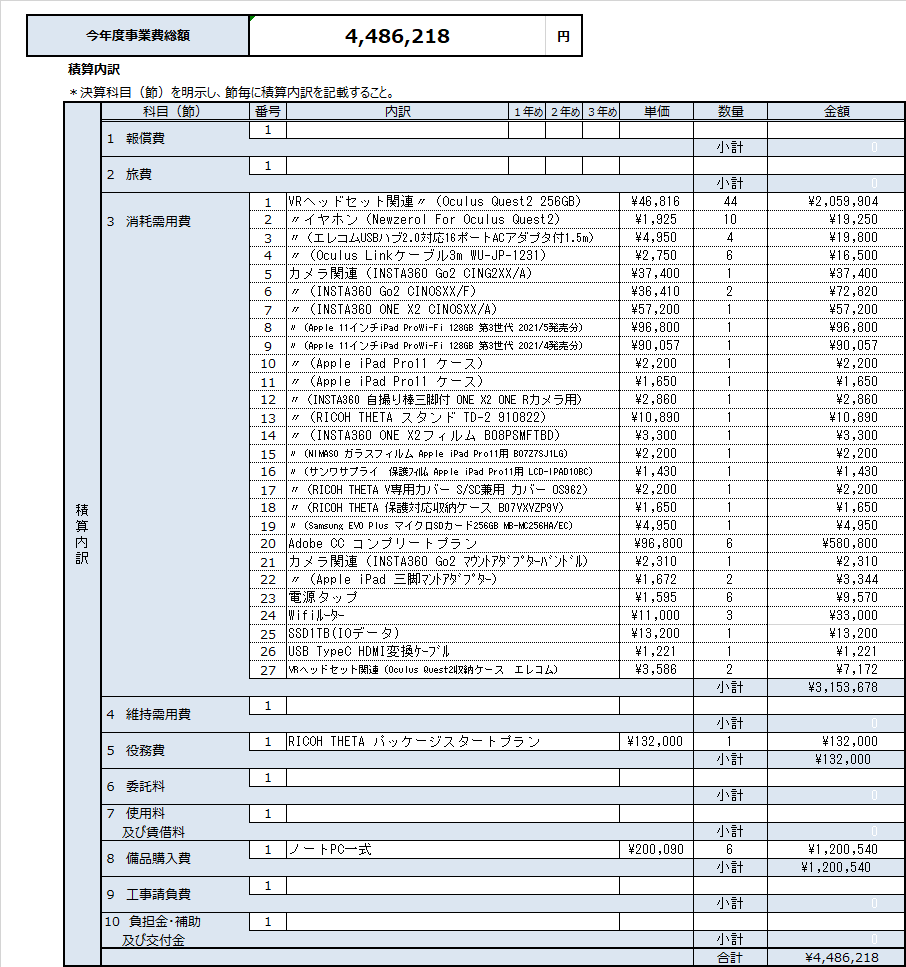 今年度事業費総額 4,486,218 円
積算内訳
＊決算科目（節）を明示し、節毎に積算内訳を記載すること。
科目（節） 番号 内訳 １年め ２年め ３年め 単価 数量 金額
積算内訳
1 報償費 1
小計 0
2 旅費 1
小計 0
3 消耗需用費
1 VRヘッドセット関連〃（Oculus Quest2 256GB） ¥46,816 44 ¥2,059,904
2 〃イヤホン（Newzerol For Oculus Quest2） ¥1,925 10 ¥19,250
3 〃（エレコムUSBハブ2.0対応16ポートACアダプタ付1.5m） ¥4,950 4 ¥19,800
4 〃（Oculus Linkケーブル3m WU-JP-1231） ¥2,750 6 ¥16,500
5 カメラ関連（INSTA360 Go2 CING2XX/A） ¥37,400 1 ¥37,400
6 〃（INSTA360 Go2 CINOSXX/F） ¥36,410 2 ¥72,820
7 〃（INSTA360 ONE X2 CINOSXX/A） ¥57,200 1 ¥57,200
8 〃（Apple 11インチiPad ProWi-Fi 128GB 第3世代 2021/5発売分） ¥96,800 1 ¥96,800
9 〃（Apple 11インチiPad ProWi-Fi 128GB 第3世代 2021/4発売分） ¥90,057 1 ¥90,057
10 〃（Apple iPad Pro11 ケース） ¥2,200 1 ¥2,200
11 〃（Apple iPad Pro11 ケース） ¥1,650 1 ¥1,650
12 〃（INSTA360 自撮り棒三脚付 ONE X2 ONE Rカメラ用） ¥2,860 1 ¥2,860
13 〃（RICOH THETA スタンド TD-2 910822） ¥10,890 1 ¥10,890
14 〃（INSTA360 ONE X2フィルム B08PSMFTBD） ¥3,300 1 ¥3,300
15 〃（NIMASO ガラスフィルム Apple iPad Pro11用 B07Z7SJ1LG） ¥2,200 1 ¥2,200
16 〃（サンワサプライ 保護ﾌｨﾙﾑ Apple iPad Pro11用 LCD-IPAD10BC） ¥1,430 1 ¥1,430
17 〃（RICOH THETA V専用カバー S/SC兼用 カバー OS962） ¥2,200 1 ¥2,200
18 〃（RICOH THETA 保護対応収納ケース B07VXVZP9V） ¥1,650 1 ¥1,650
19 〃（Samsung EVO Plus マイクロSDカード256GB MB-MC256HA/EC） ¥4,950 1 ¥4,950
20 Adobe CC コンプリートプラン ¥96,800 6 ¥580,800
21 カメラ関連（INSTA360 Go2 ﾏｳﾝﾄｱﾀﾞﾌﾟﾀｰﾊﾞﾝﾄﾞﾙ） ¥2,310 1 ¥2,310
22 〃（Apple iPad 三脚ﾏﾝﾄｱﾀﾞﾌﾟﾀｰ） ¥1,672 2 ¥3,344
23 電源タップ ¥1,595 6 ¥9,570
24 Wifiﾙｰﾀｰ ¥11,000 3 ¥33,000
25 SSD1TB(IOデータ) ¥13,200 1 ¥13,200
26 USB TypeC HDMI変換ｹｰﾌﾞﾙ ¥1,221 1 ¥1,221
27 VRヘッドセット関連（Oculus Quest2収納ケース エレコム） ¥3,586 2 ¥7,172
小計 ¥3,153,678
4 維持需用費 1
小計 0
5 役務費 1 RICOH THETA パッケージスタートプラン ¥132,000 1 ¥132,000
小計 ¥132,000
6 委託料 1
小計 0
7 使用料 1
及び賃借料 小計 0
8 備品購入費 1 ノートPC一式 ¥200,090 6 ¥1,200,540
小計 ¥1,200,540
9 工事請負費 1
小計 0
10 負担金・補助 1
及び交付金 小計 0
合計 ¥4,486,218